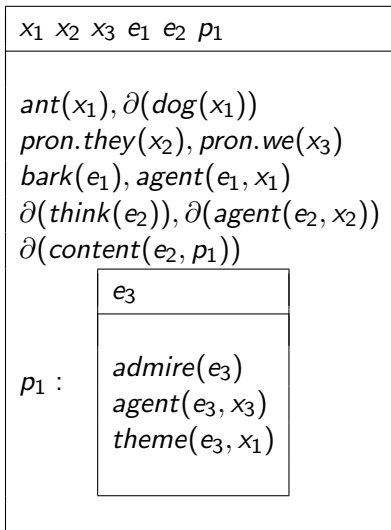 x₁ x₂ x₃ e₁ e₂ p₁
ant(x₁), ∂(dog(x₁))
pron.they(x₂), pron.we(x₃)
bark(e₁), agent(e₁, x₁)
∂(think(e₂)), ∂(agent(e₂, x₂))
∂(content(e₂, p₁))
e₃
p₁ :
admire(e₃)
agent(e₃, x₃)
theme(e₃, x₁)